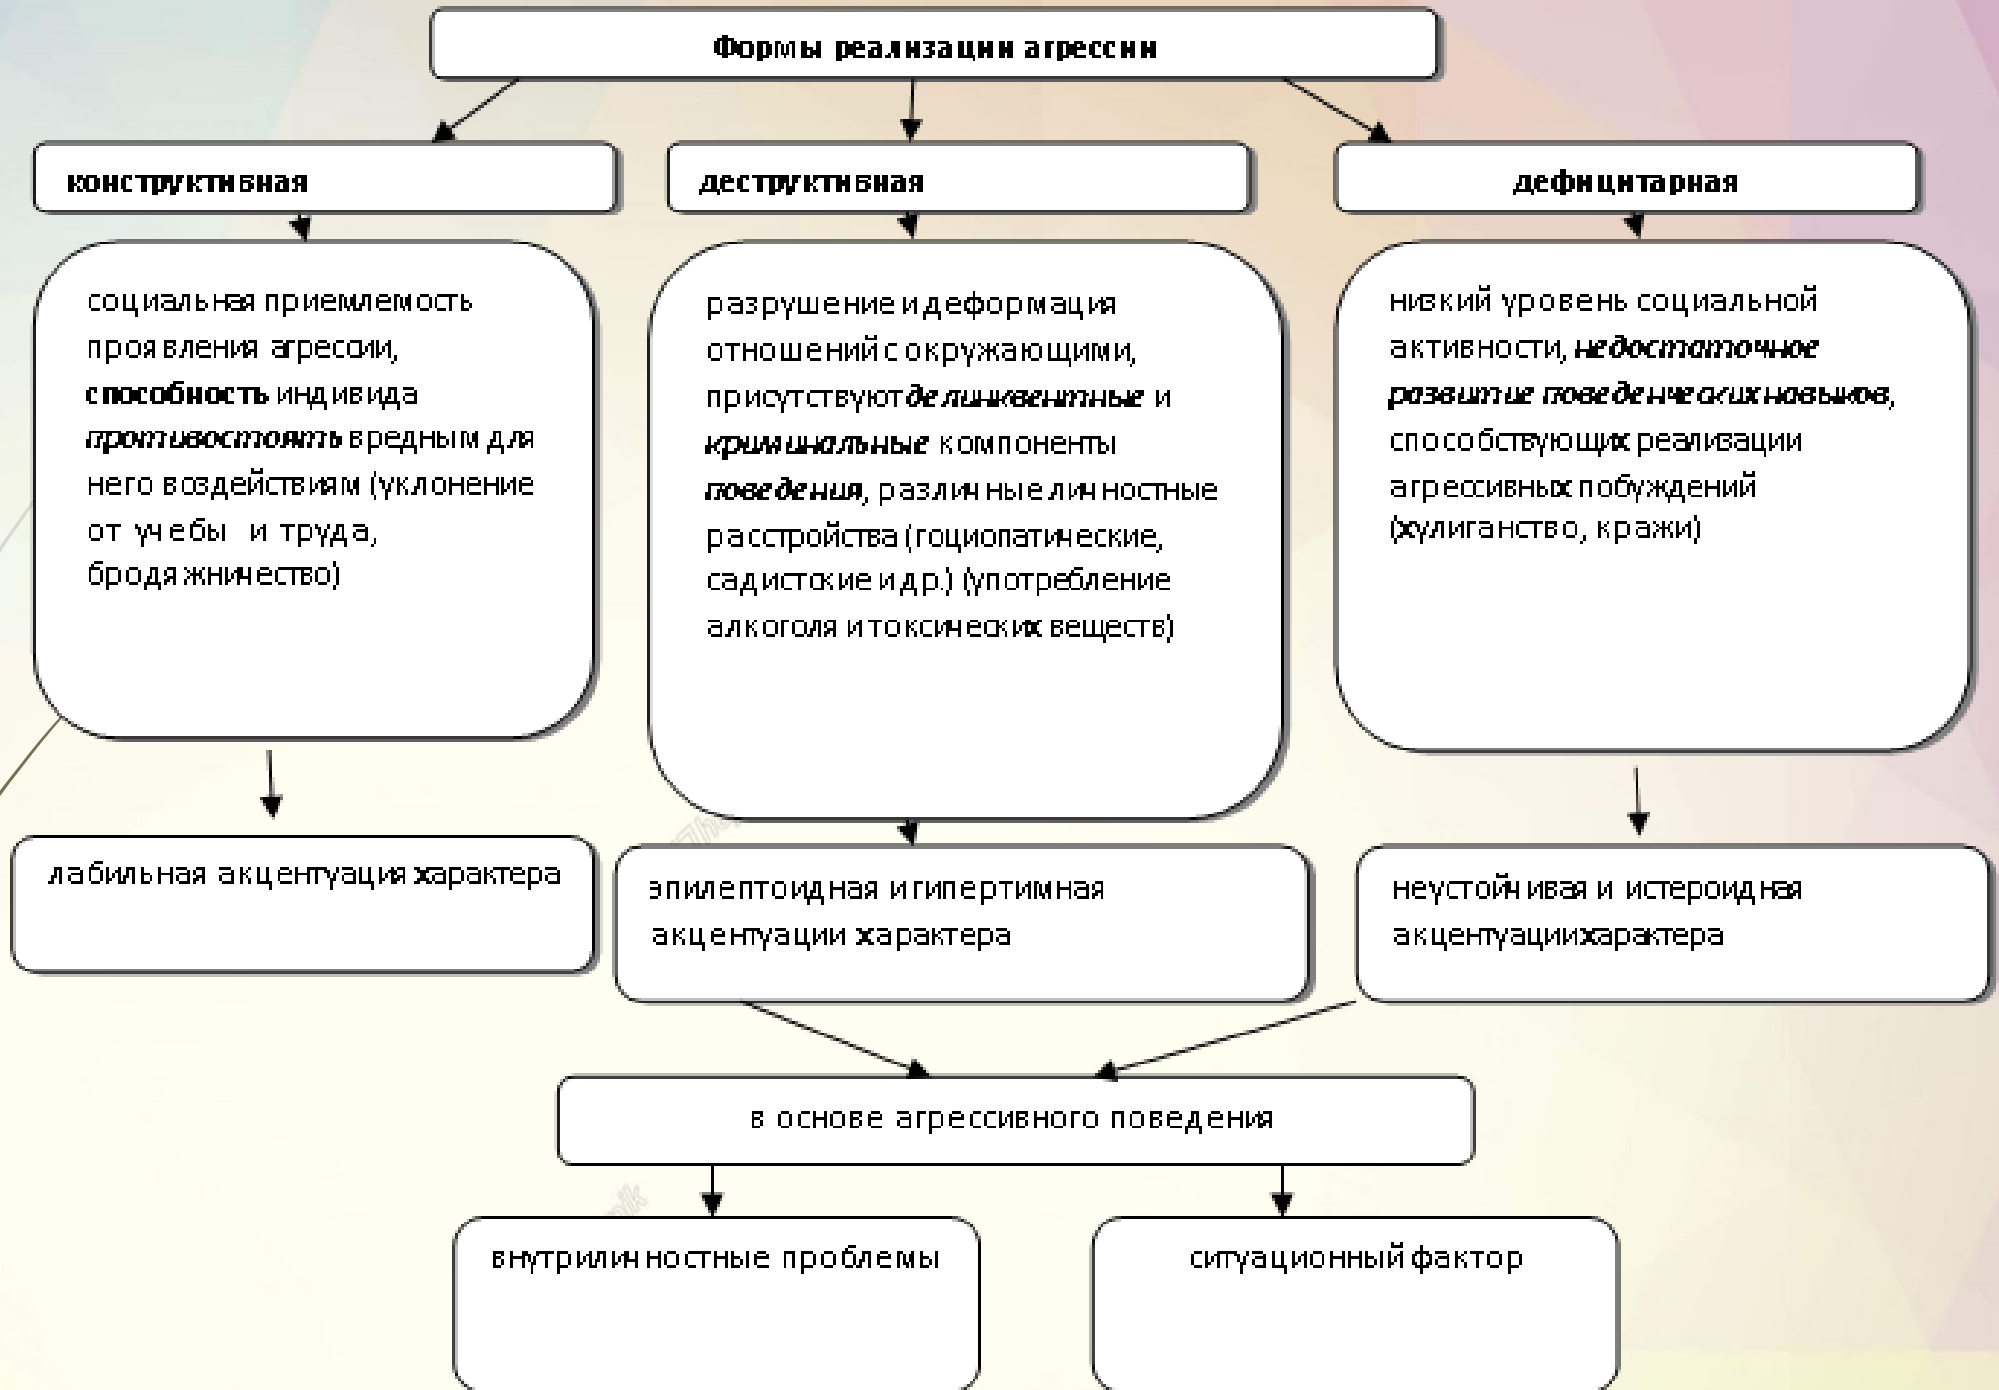 Формы реализации агрессии
конструктивная
деструктивная
дефицитарная
социальная приемлемость
проявления агрессии,
способность индивида
противостоять вредным для
него воздействиям (уклонение
от учебы и труда,
бродяжничество)
разрушение и деформация
отношений с окружающими,
присутствуют делинквентные и
криминальные компоненты
поведения, различные личностные
расстройства (гоциопатические,
садистские и др.) (употребление
алкоголя и токсических веществ)
низкий уровень социальной
активности, недостаточное
развитие поведенческих навыков,
способствующих реализации
агрессивных побуждений
(хулиганство, кражи)
лабильная акцентуация характера
эпилептоидная и гипертимная
акцентуации характера
неустойчивая и истероидная
акцентуации характера
в основе агрессивного поведения
внутриличностные проблемы
ситуационный фактор